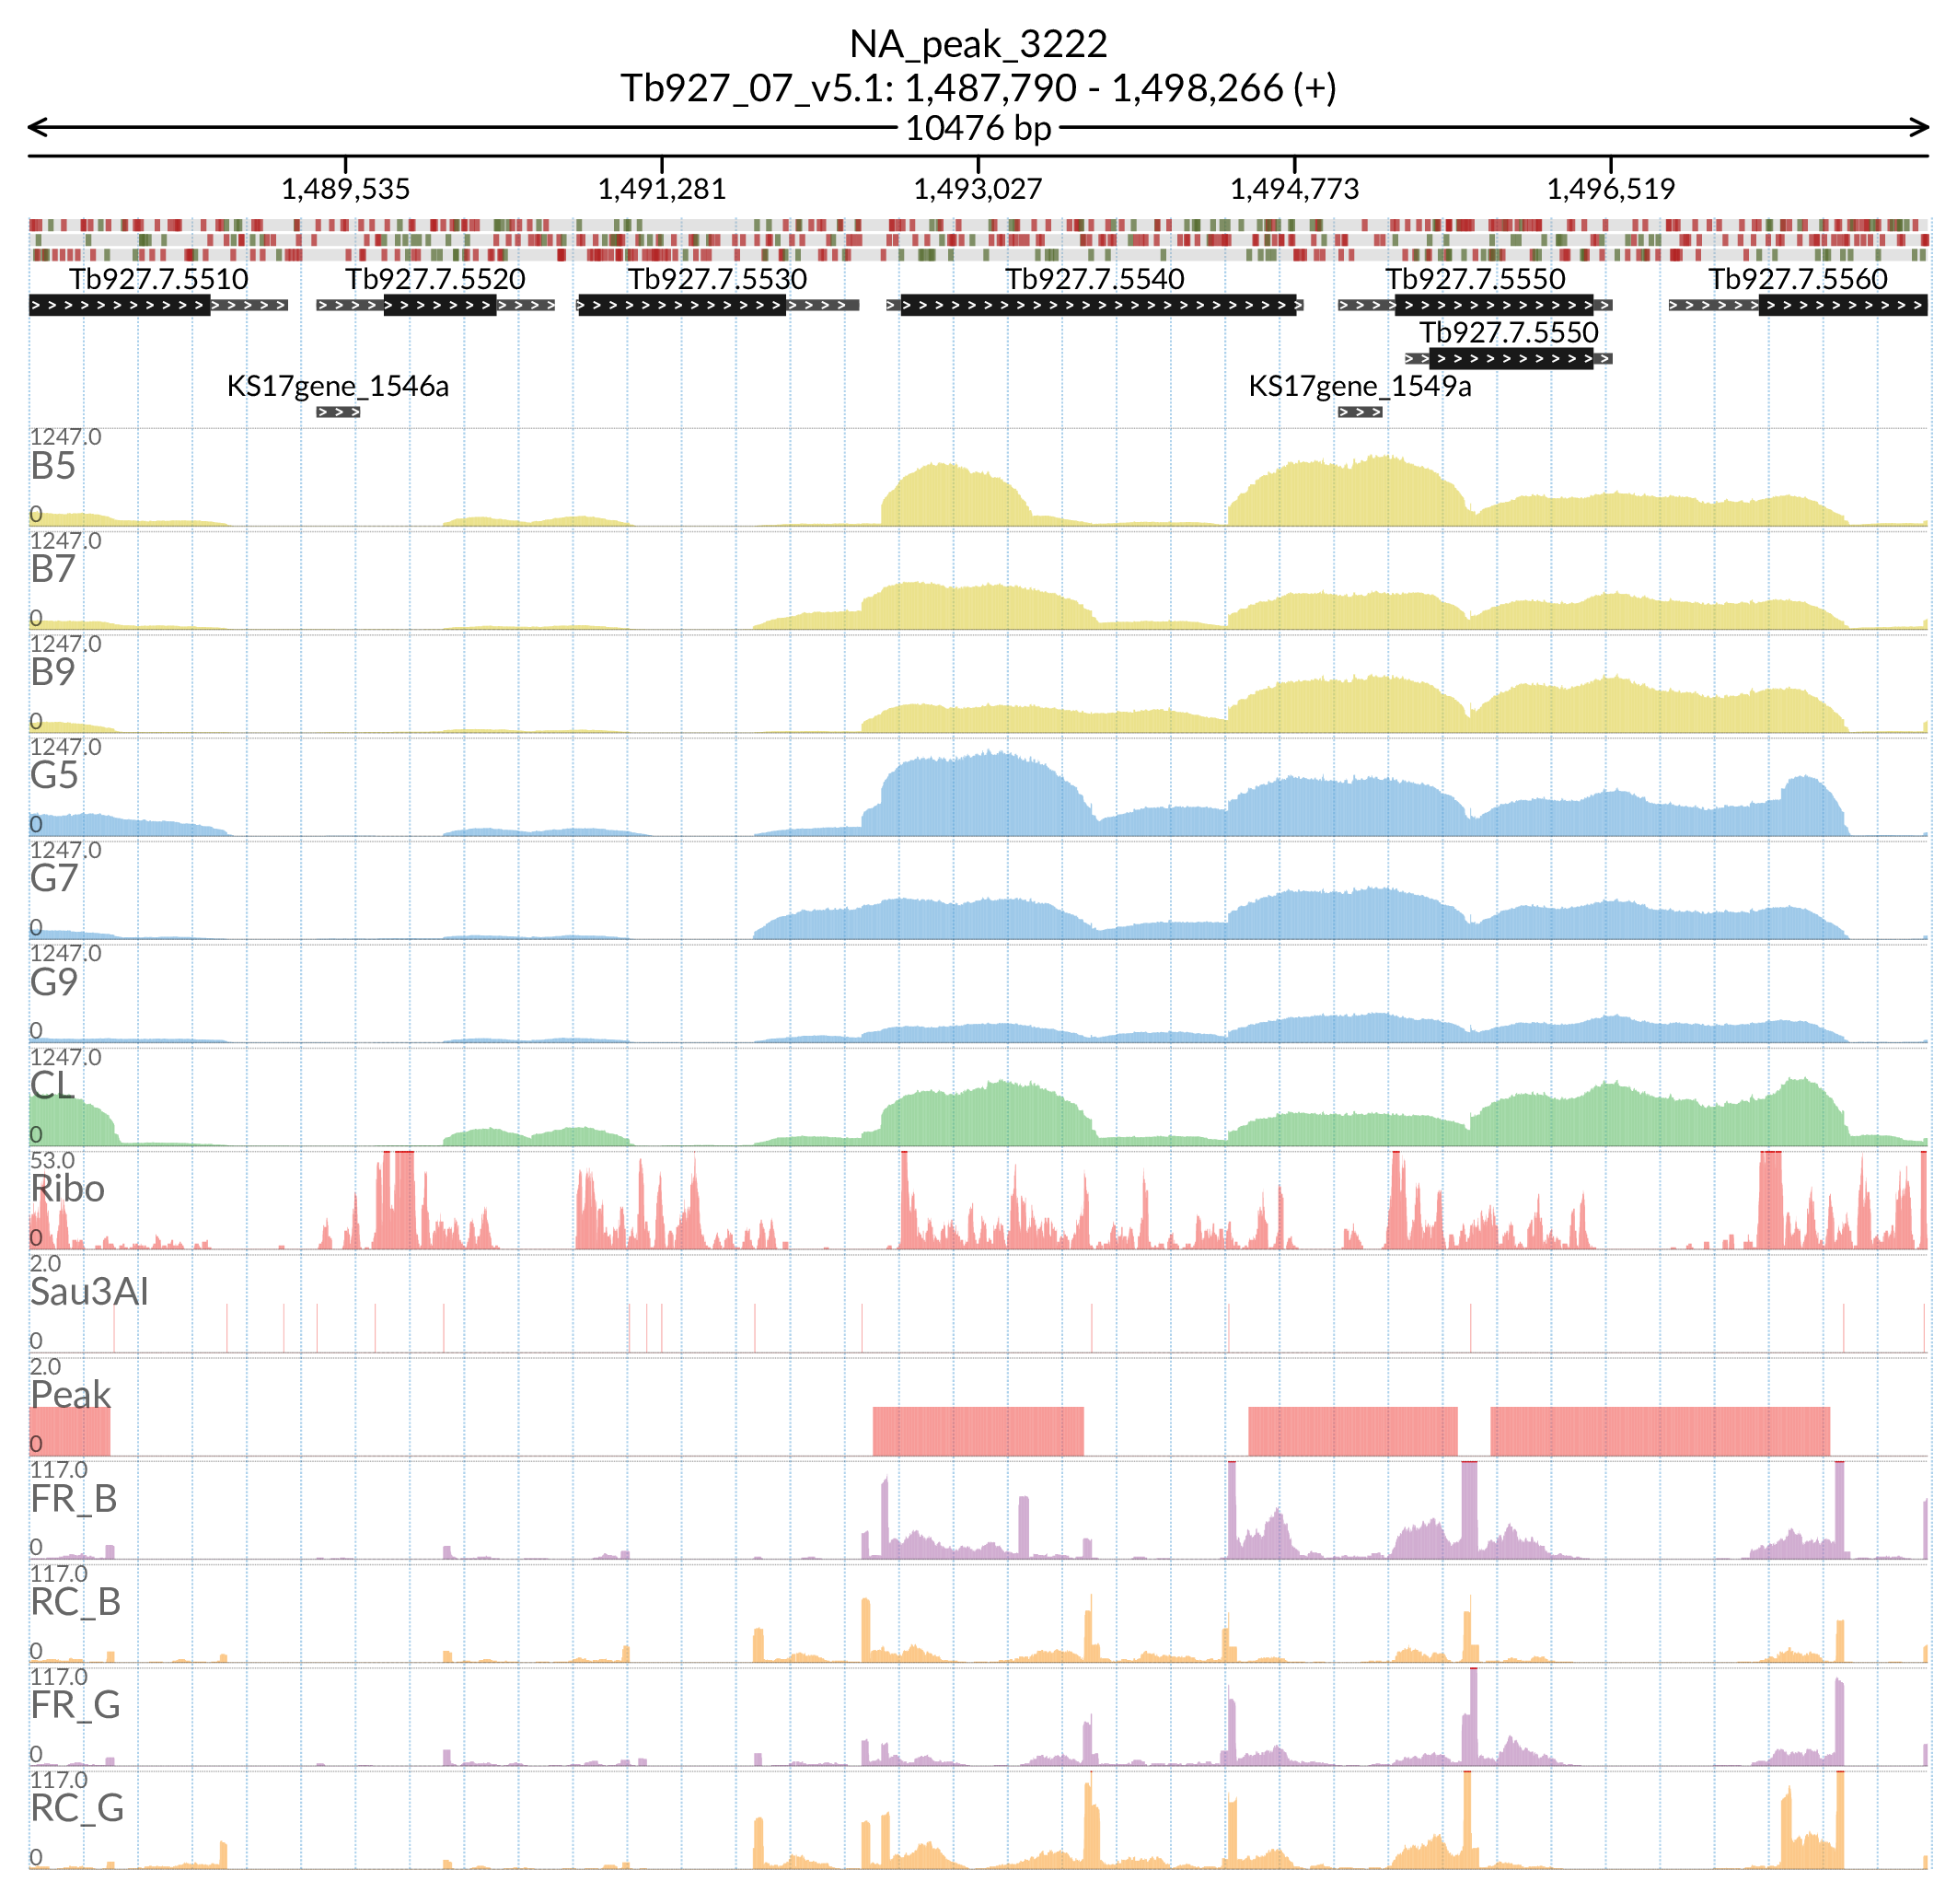 NA_peak_3222
Tb927_07_v5.1: 1,487,790 - 1,498,266 (+)
10476 bp
1,489,535 1,491,281 1,493,027 1,494,773 1,496,519
Tb927.7.5510 Tb927.7.5520 Tb927.7.5530 Tb927.7.5540 Tb927.7.5550 Tb927.7.5560
Tb927.7.5550
KS17gene_1546a KS17gene_1549a
1247.0
B5
0
1247.0
B7
0
1247.0
B9
0
1247.0
G5
0
1247.0
G7
0
1247.0
G9
0
1247.0
CL
0
53.0
Ribo
0
2.0
Sau3AI
0
2.0
Peak
0
117.0
FR_B
0
117.0
RC_B
0
117.0
FR_G
0
117.0
RC_G
0